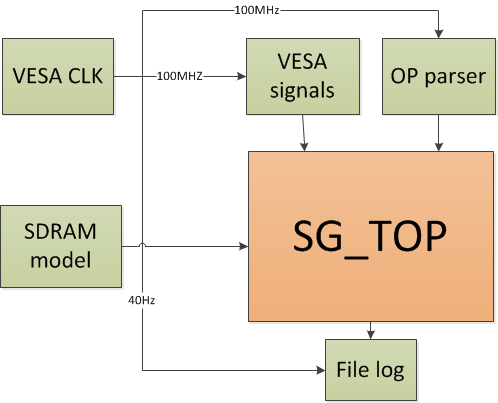 100MHz
VESA CLK
100MHZ
VESA
signals
OP parser
SDRAM
model
SG_TOP
40Hz
File log